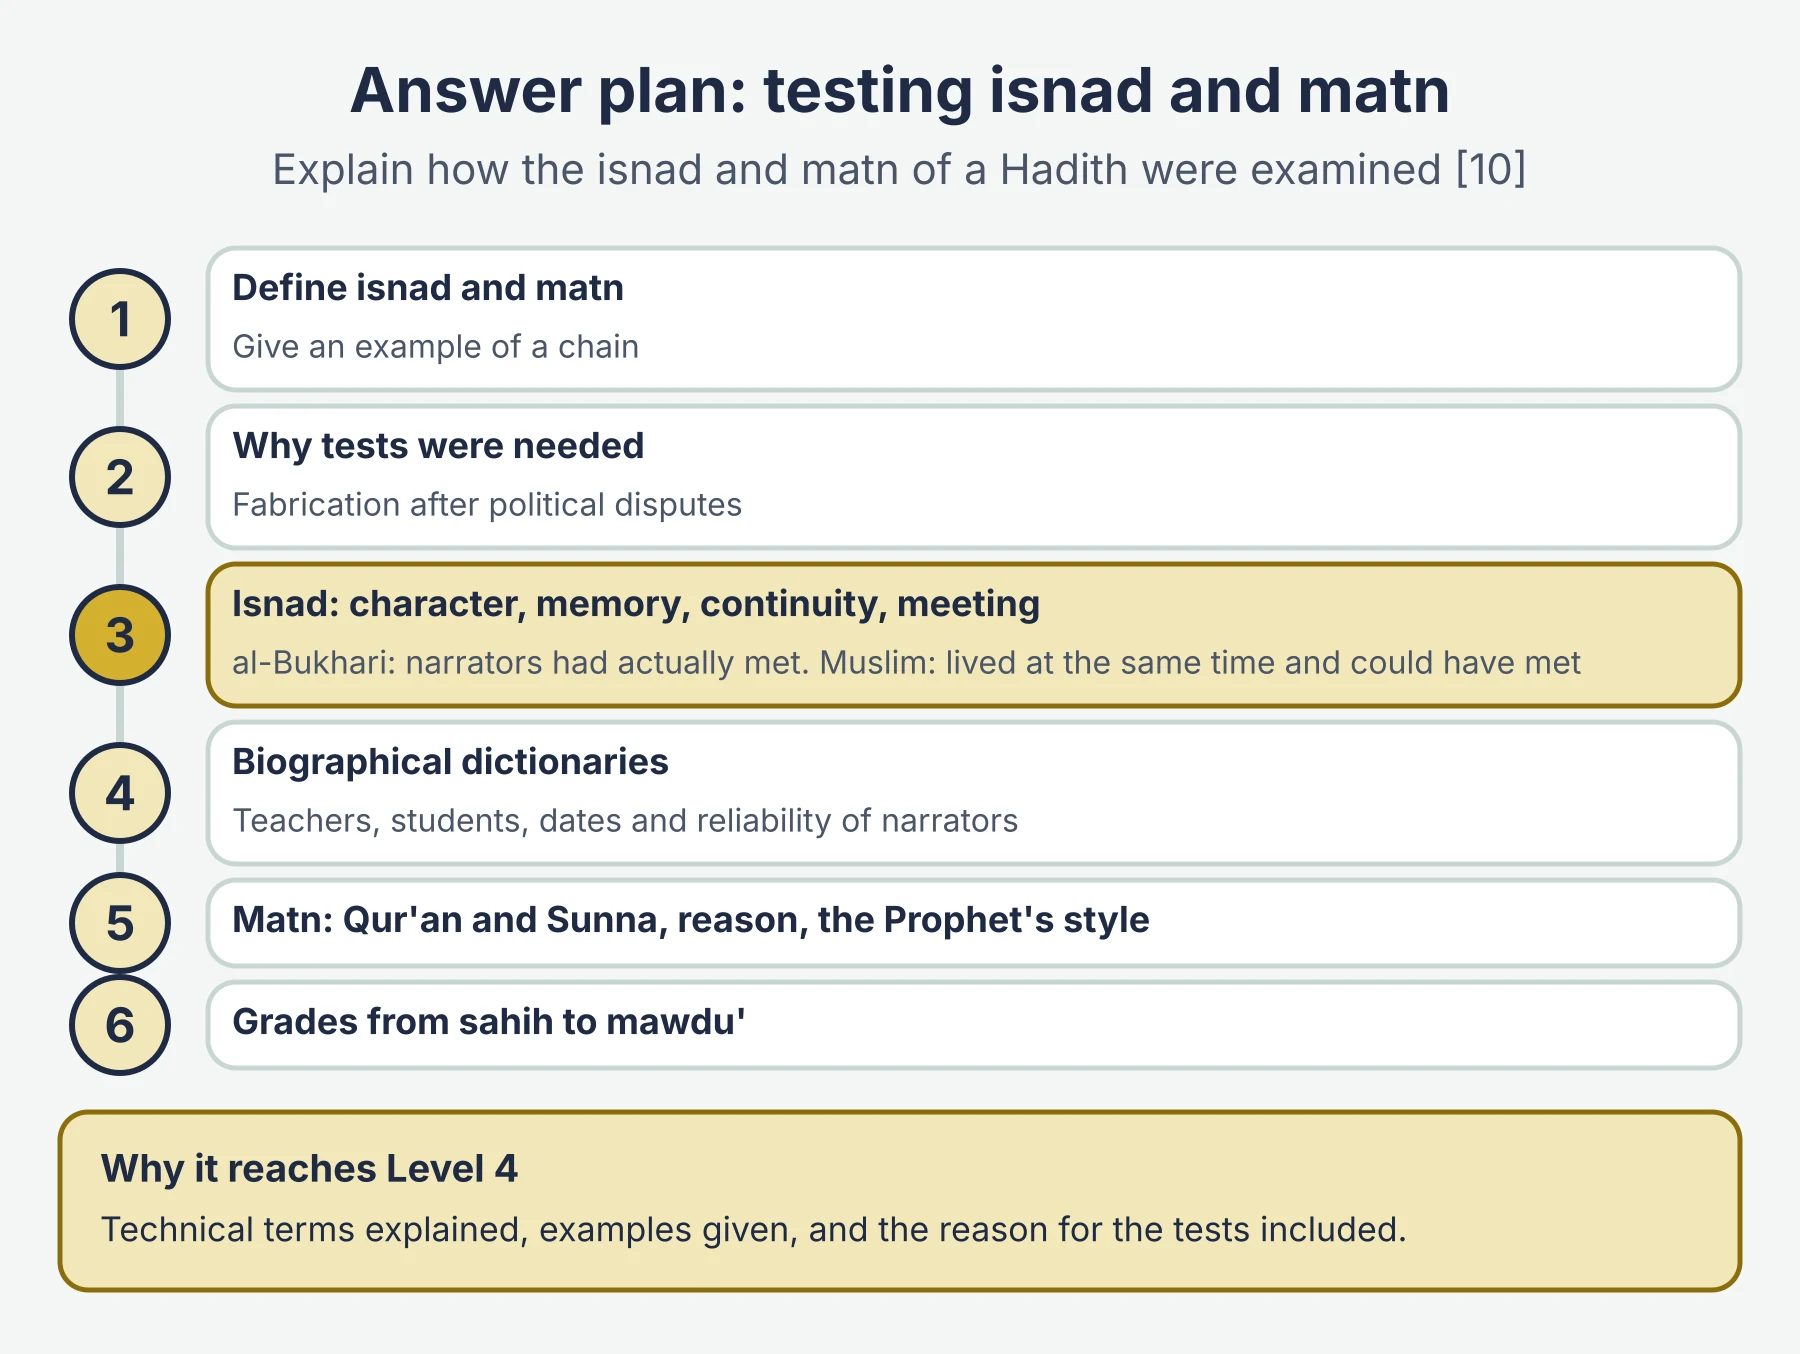 Answer plan: testing isnad and matn
Explain how the isnad and matn of a Hadith were examined [10]
1
Define isnad and matn
Give an example of a chain
2
Why tests were needed
Fabrication after political disputes
3
Isnad: character, memory, continuity, meeting
al-Bukhari: narrators had actually met. Muslim: lived at the same time and could have met
4
Biographical dictionaries
Teachers, students, dates and reliability of narrators
5
Matn: Qur'an and Sunna, reason, the Prophet's style
6
Grades from sahih to mawdu'
Why it reaches Level 4
Technical terms explained, examples given, and the reason for the tests included.